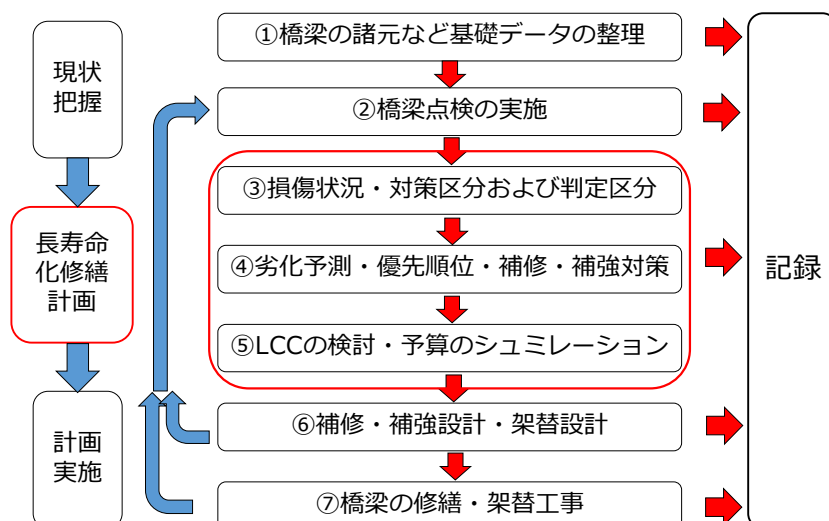 現状
把握
長寿命
化修繕
計画
計画
実施
①橋梁の諸元など基礎データの整理
②橋梁点検の実施
③損傷状況・対策区分および判定区分
④劣化予測・優先順位・補修・補強対策
⑤LCCの検討・予算のシュミレーション
⑥補修・補強設計・架替設計
⑦橋梁の修繕・架替工事
記録